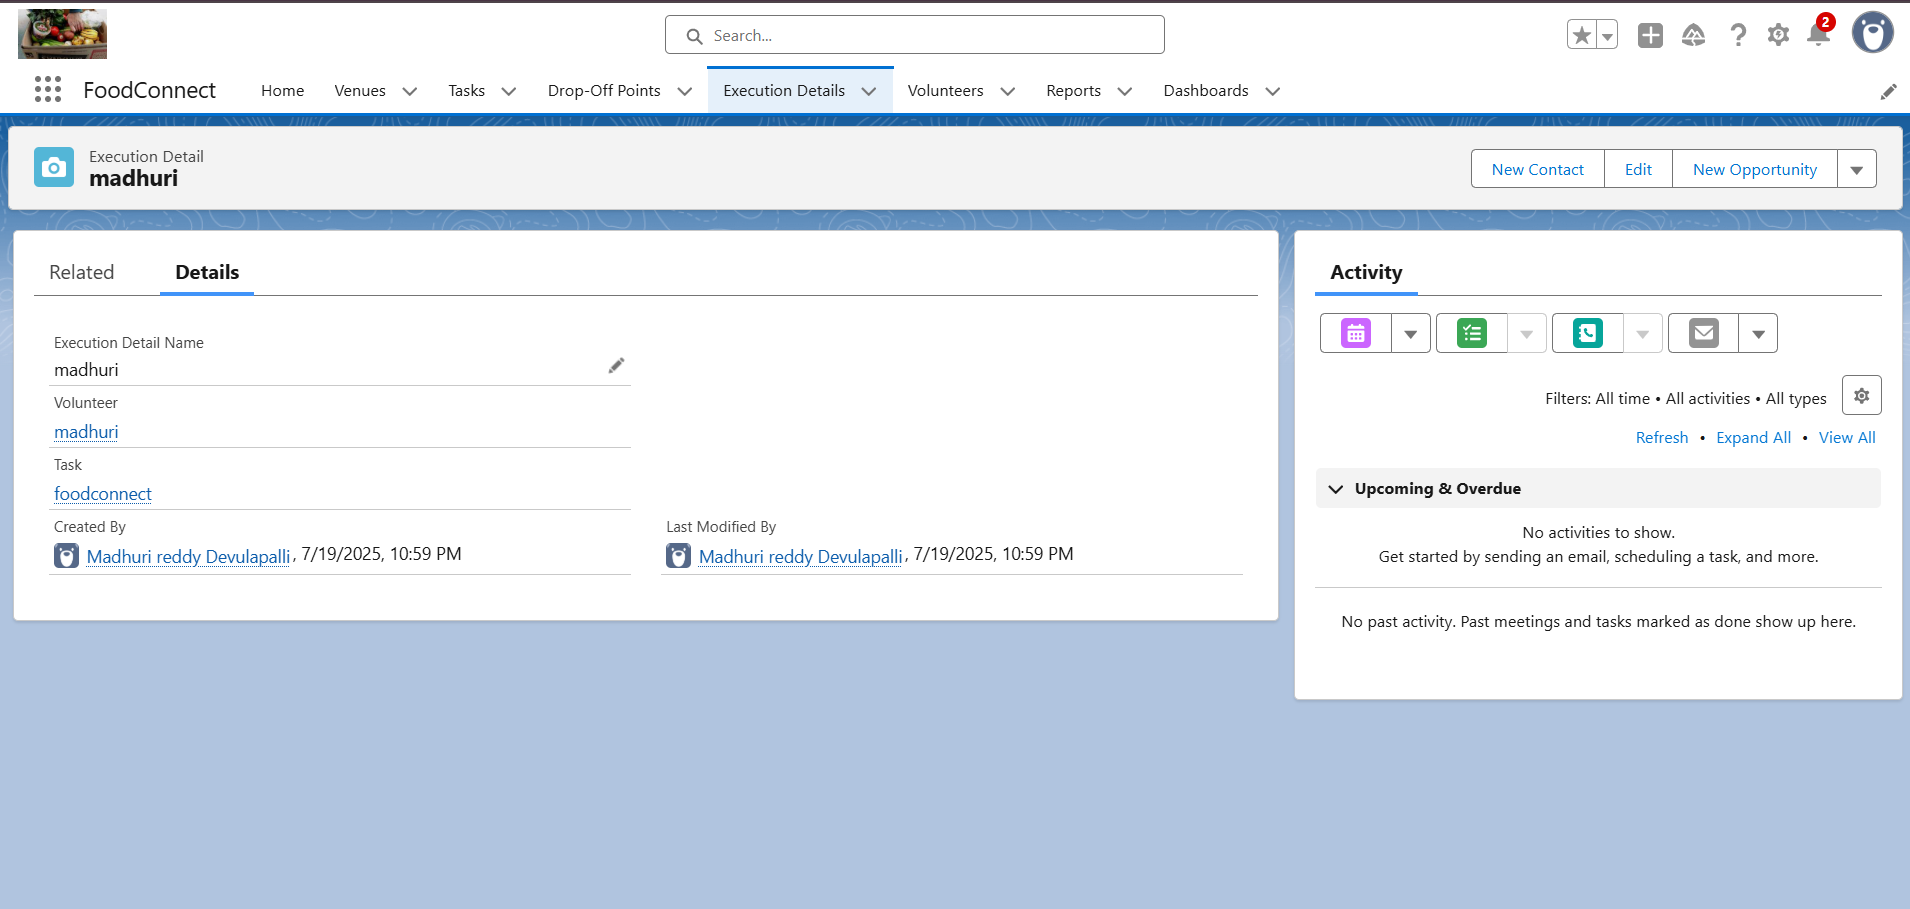 Search...
2
FoodConnect Home Venues Tasks Drop-Off Points Execution Details Volunteers Reports Dashboards
Execution Detail
madhuri
New Contact Edit New Opportunity
Related Details
Execution Detail Name
madhuri
Volunteer
madhuri
Task
foodconnect
Created By
Madhuri reddy Devulapalli, 7/19/2025, 10:59 PM
Last Modified By
Madhuri reddy Devulapalli, 7/19/2025, 10:59 PM
Activity
Filters: All time • All activities • All types
Refresh • Expand All • View All
Upcoming & Overdue
No activities to show.
Get started by sending an email, scheduling a task, and more.
No past activity. Past meetings and tasks marked as done show up here.